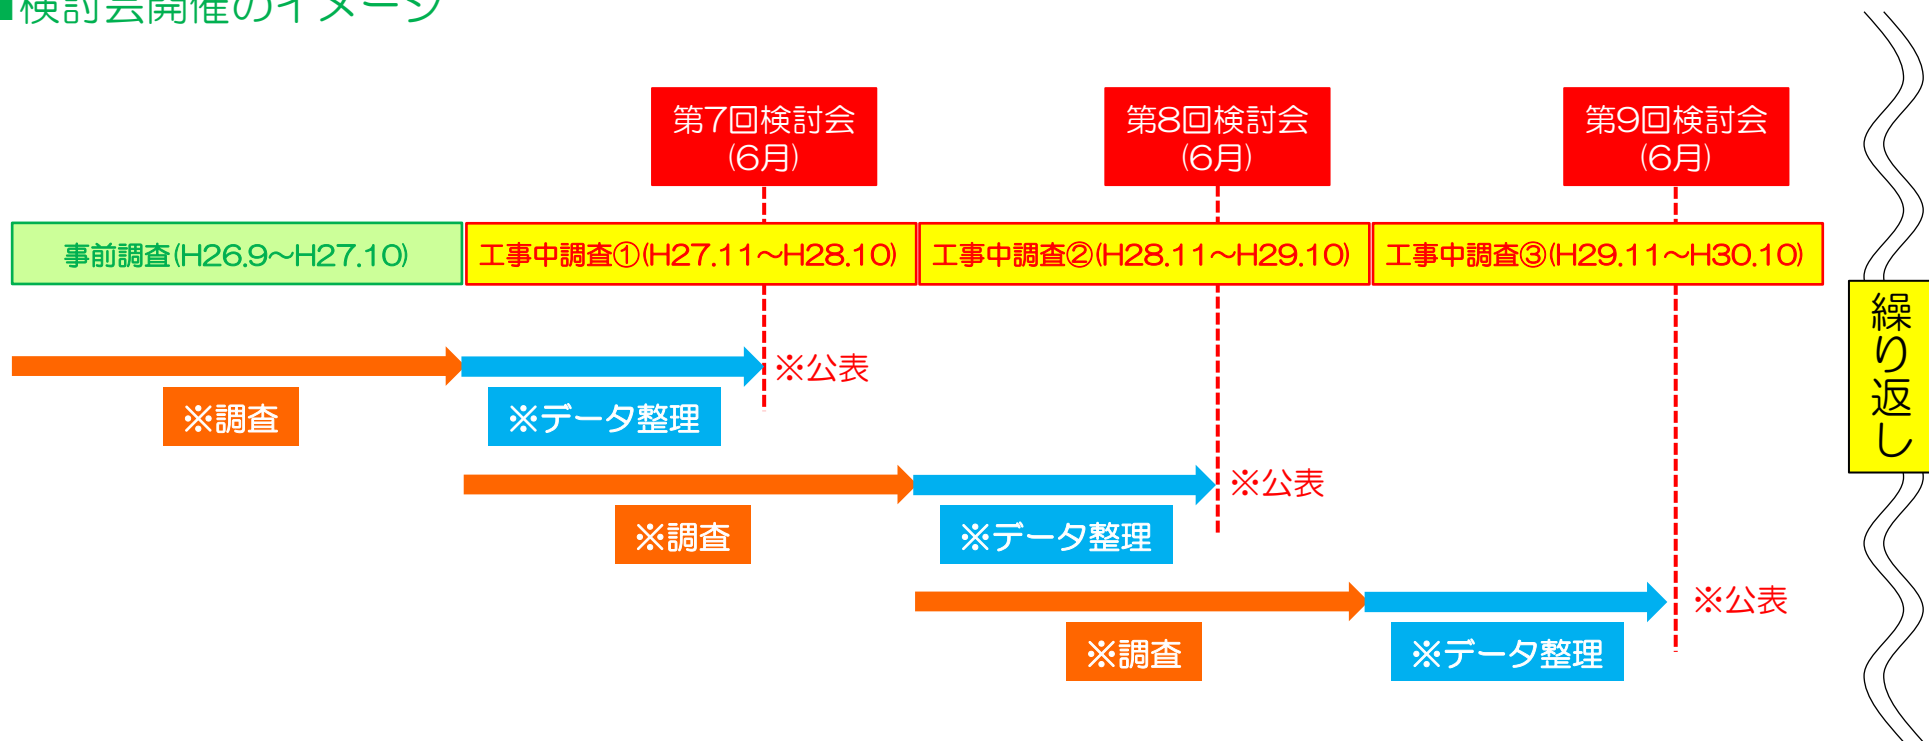 ■検討会開催のイメージ
第7回検討会
(6月)
第8回検討会
(6月)
第9回検討会
(6月)
事前調査(H26.9～H27.10)
工事中調査①(H27.11～H28.10)
工事中調査②(H28.11～H29.10)
工事中調査③(H29.11～H30.10)
繰り返し
※公表
※調査
※データ整理
※公表
※調査
※データ整理
※公表
※調査
※データ整理